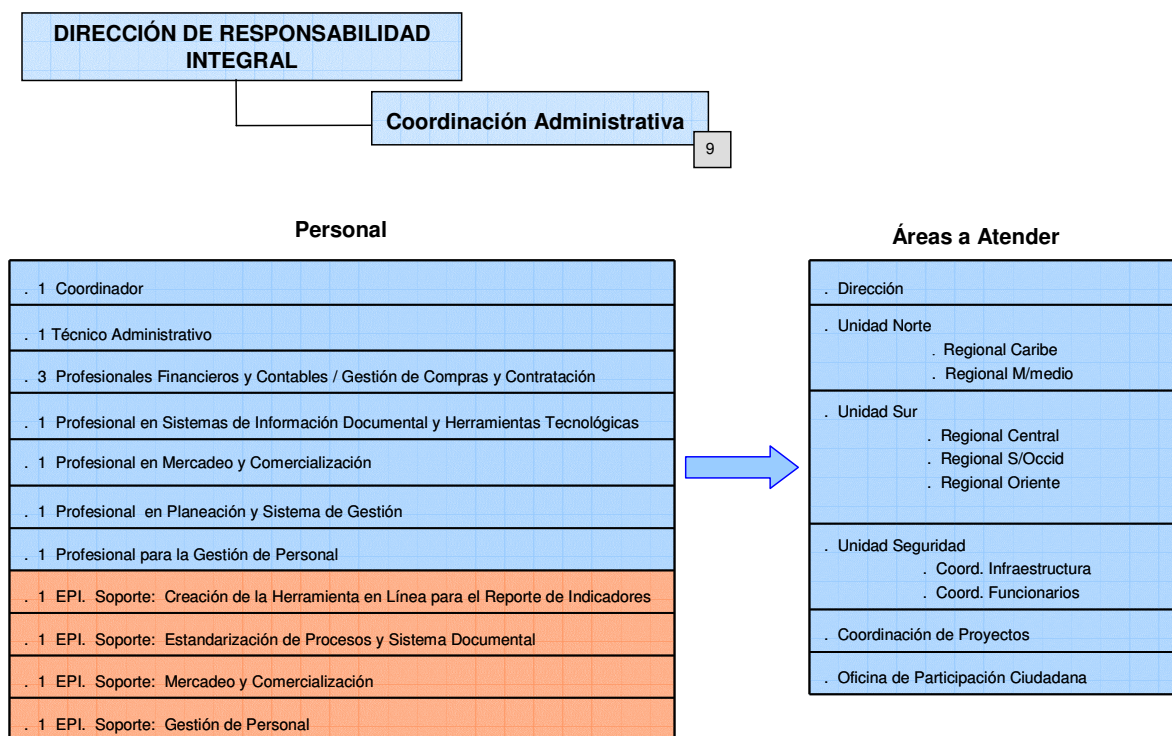 DIRECCIÓN DE RESPONSABILIDAD
INTEGRAL
Coordinación Administrativa
9
Personal
. 1 Coordinador
. 1 Técnico Administrativo
. 3 Profesionales Financieros y Contables / Gestión de Compras y Contratación
. 1 Profesional en Sistemas de Información Documental y Herramientas Tecnológicas
. 1 Profesional en Mercadeo y Comercialización
. 1 Profesional en Planeación y Sistema de Gestión
. 1 Profesional para la Gestión de Personal
. 1 EPI. Soporte: Creación de la Herramienta en Línea para el Reporte de Indicadores
. 1 EPI. Soporte: Estandarización de Procesos y Sistema Documental
. 1 EPI. Soporte: Mercadeo y Comercialización
. 1 EPI. Soporte: Gestión de Personal
Áreas a Atender
. Dirección
. Unidad Norte
. Regional Caribe
. Regional M/medio
. Unidad Sur
. Regional Central
. Regional S/Occid
. Regional Oriente
. Unidad Seguridad
. Coord. Infraestructura
. Coord. Funcionarios
. Coordinación de Proyectos
. Oficina de Participación Ciudadana